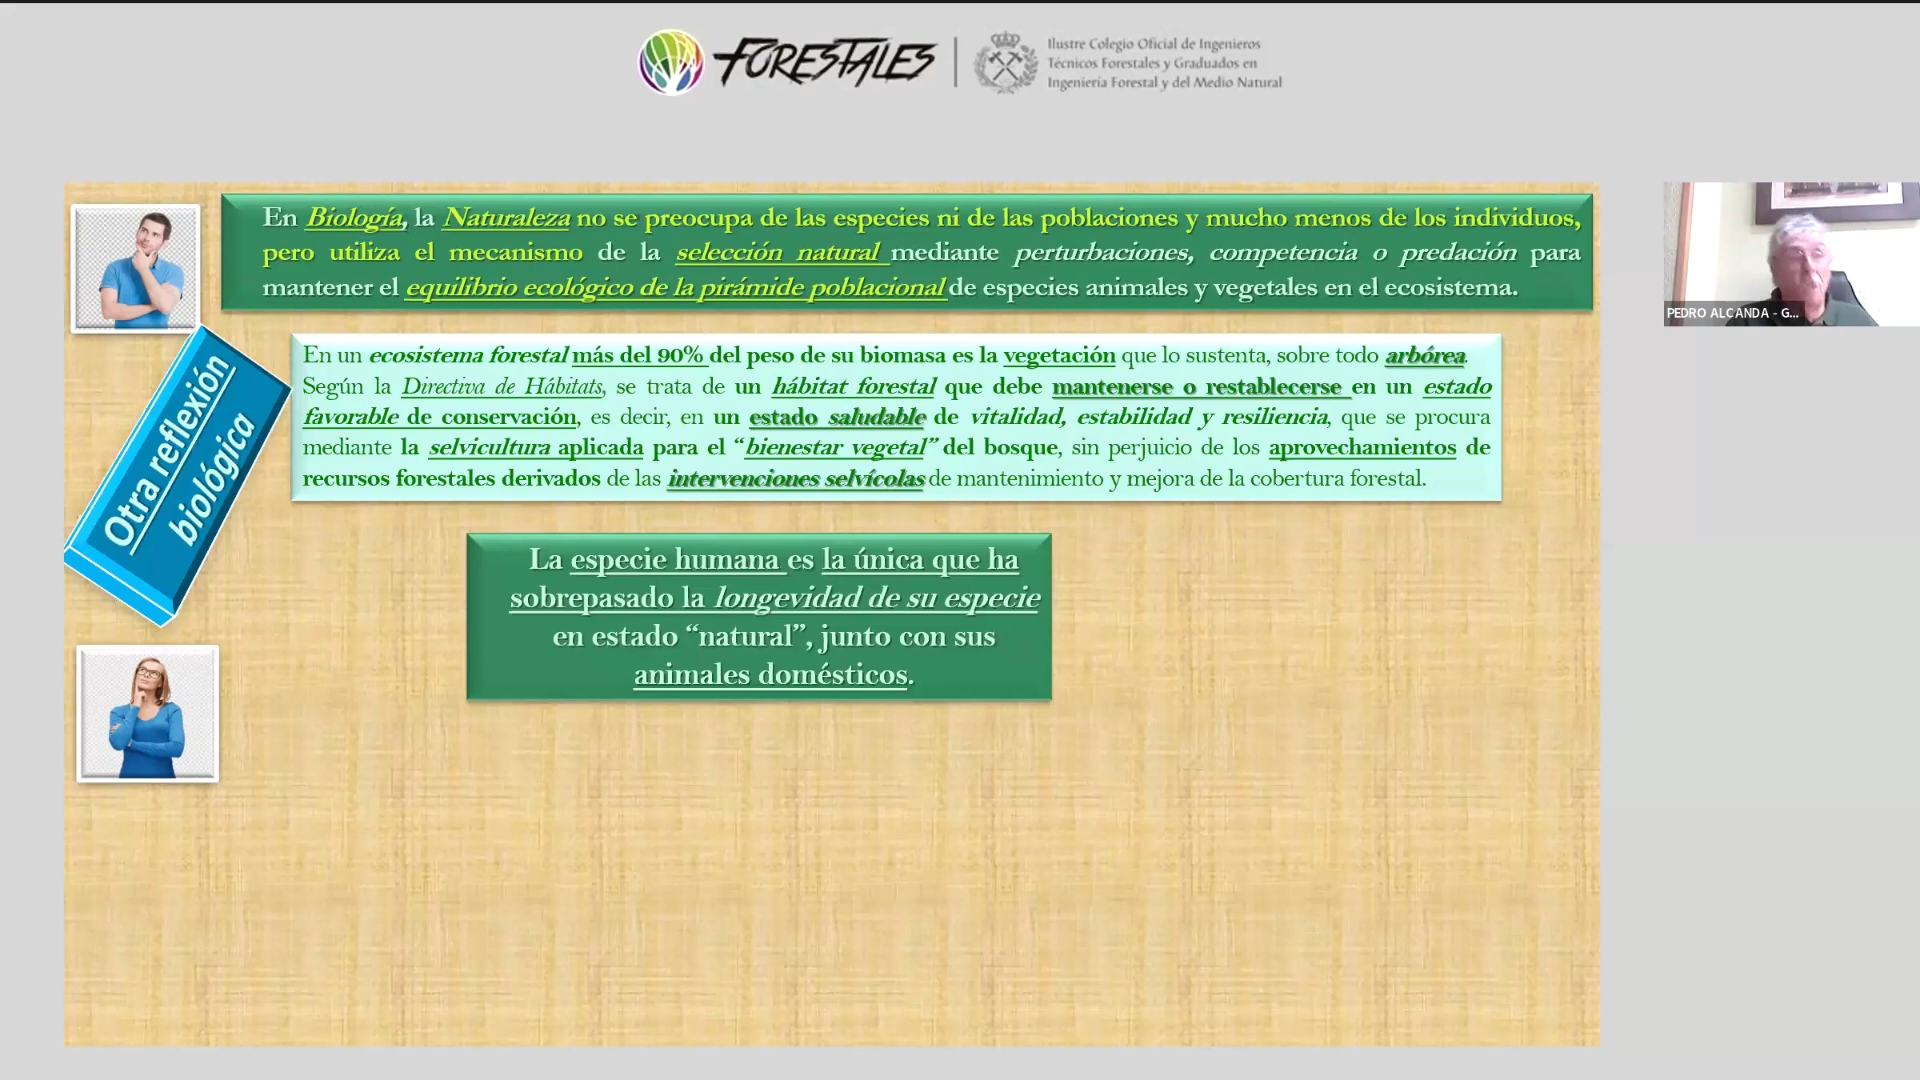 FORESTALES
Ilustre Colegio Oficial de Ingenieros
Técnicos Forestales y Graduados en
Ingeniería Forestal y del Medio Natural
En Biología, la Naturaleza no se preocupa de las especies ni de las poblaciones y mucho menos de los individuos,
pero utiliza el mecanismo de la selección natural mediante perturbaciones, competencia o predación para
mantener el equilibrio ecológico de la pirámide poblacional de especies animales y vegetales en el ecosistema.
PEDRO ALCANDA - G...
Otra reflexión
biológica
En un ecosistema forestal más del 90% del peso de su biomasa es la vegetación que lo sustenta, sobre todo arbórea.
Según la Directiva de Hábitats, se trata de un hábitat forestal que debe mantenerse o restablecerse en un estado
favorable de conservación, es decir, en un estado saludable de vitalidad, estabilidad y resiliencia, que se procura
mediante la selvicultura aplicada para el “bienestar vegetal” del bosque, sin perjuicio de los aprovechamientos de
recursos forestales derivados de las intervenciones selvícolas de mantenimiento y mejora de la cobertura forestal.
La especie humana es la única que ha
sobrepasado la longevidad de su especie
en estado “natural”, junto con sus
animales domésticos.